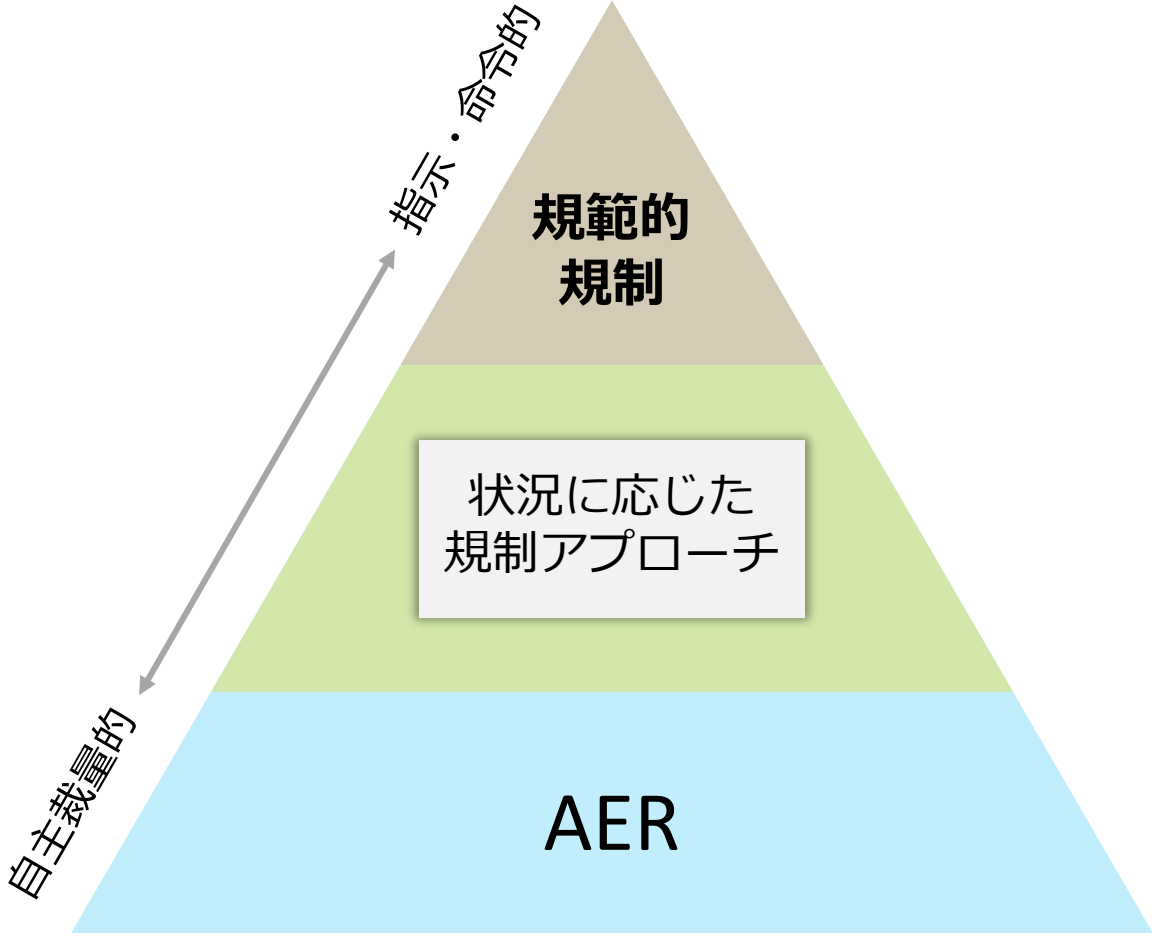 指示・命令的
規範的
規制
状況に応じた
規制アプローチ
自主裁量的
AER